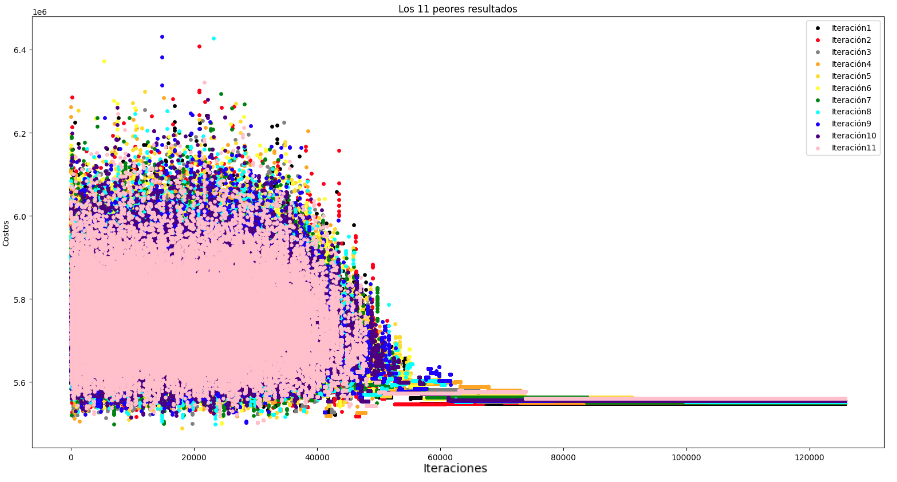 Los 11 peores resultados
1e6
6.4
6.2
6.0
5.8
5.6
Costos
0
20000
40000
60000
80000
100000
120000
Iteraciones
Iteración1
Iteración2
Iteración3
Iteración4
Iteración5
Iteración6
Iteración7
Iteración8
Iteración9
Iteración10
Iteración11